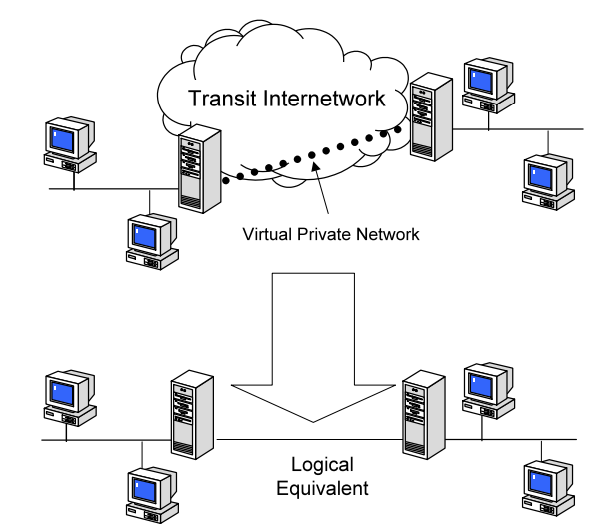 Transit Internetwork
Virtual Private Network
Logical
Equivalent